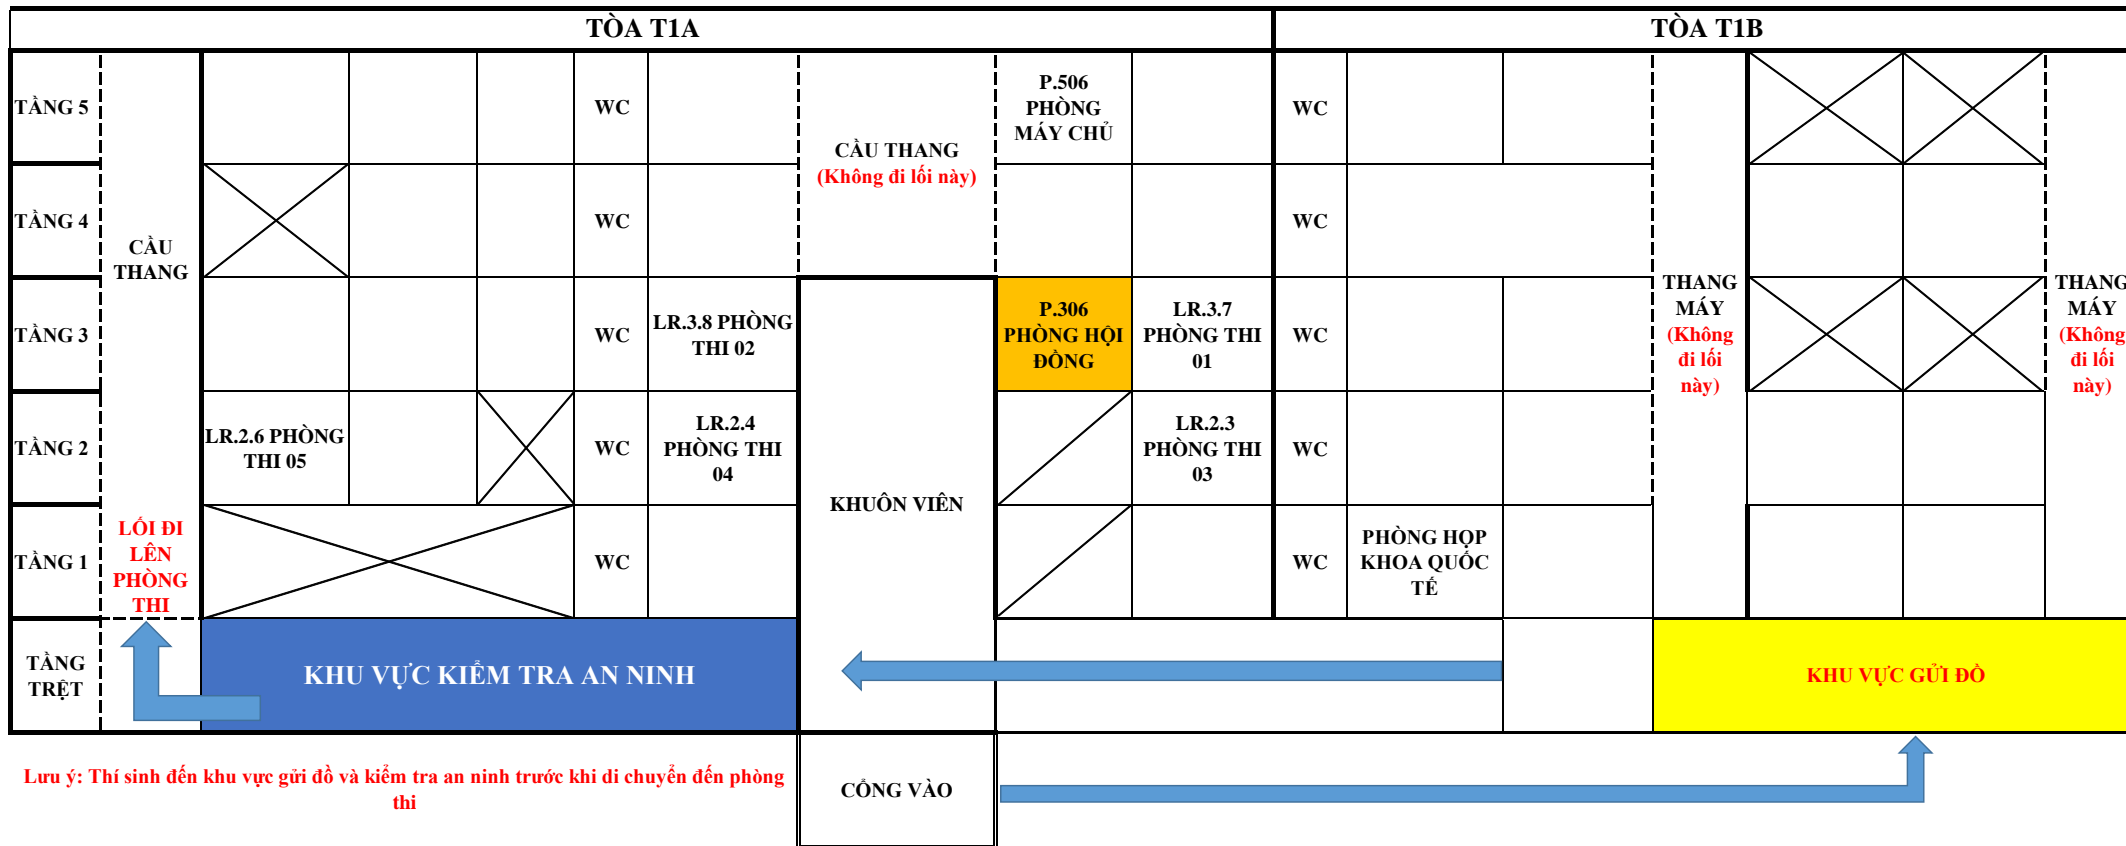 TÒA T1A
TÒA T1B
TẦNG 5
WC
P.506
PHÒNG
MÁY CHỦ
WC
CẦU THANG
(Không đi lối này)
TẦNG 4
WC
WC
CẦU
THANG
TẦNG 3
WC
LR.3.8 PHÒNG
THI 02
P.306
PHÒNG HỘI
ĐỒNG
LR.3.7
PHÒNG THI
01
WC
THANG
MÁY
(Không
đi lối
này)
THANG
MÁY
(Không
đi lối
này)
TẦNG 2
LR.2.6 PHÒNG
THI 05
WC
LR.2.4
PHÒNG THI
04
LR.2.3
PHÒNG THI
03
WC
KHUÔN VIÊN
TẦNG 1
LỐI ĐI
LÊN
PHÒNG
THI
WC
WC
PHÒNG HỌP
KHOA QUỐC
TẾ
TẦNG
TRỆT
KHU VỰC KIỂM TRA AN NINH
KHU VỰC GỬI ĐỒ
Lưu ý: Thí sinh đến khu vực gửi đồ và kiểm tra an ninh trước khi di chuyển đến phòng
thi
CỔNG VÀO